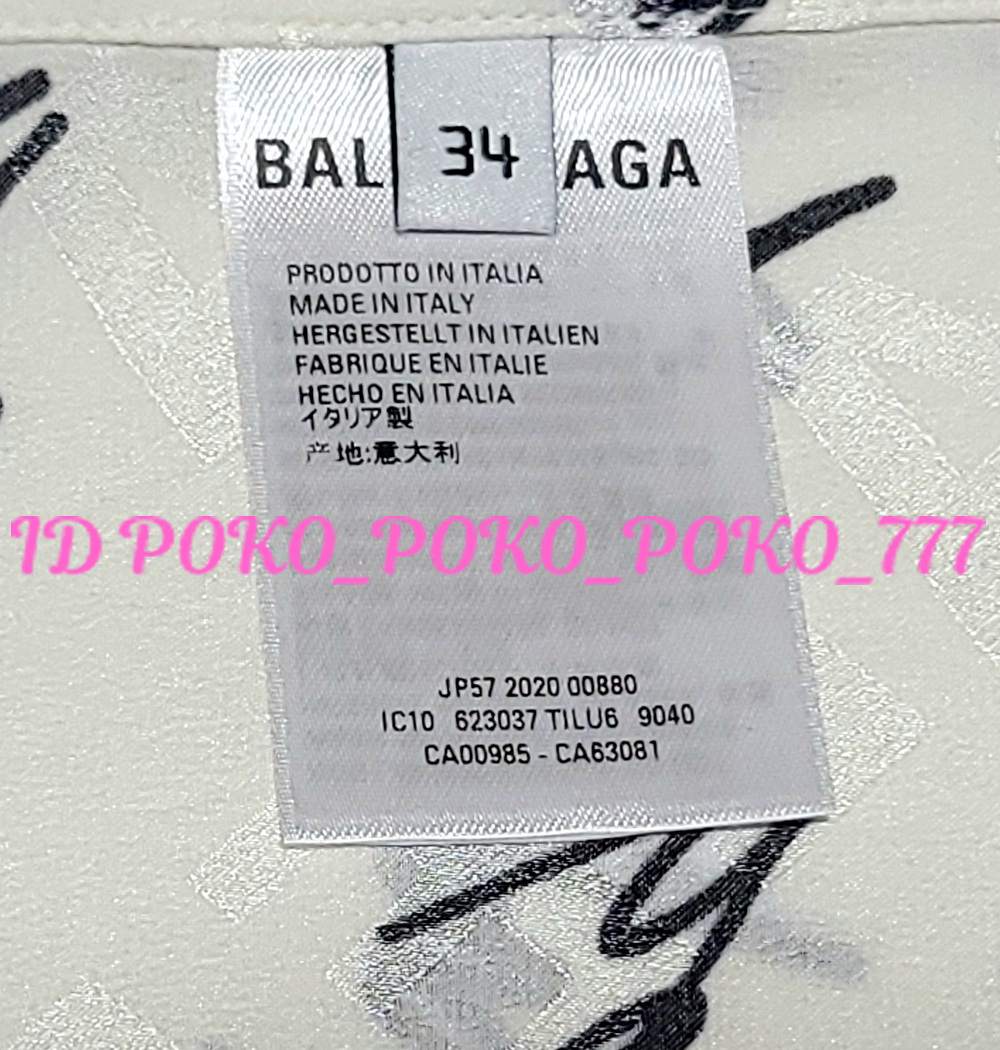 BAL 34 AGA
PRODOTTO IN ITALIA
MADE IN ITALY
HERGESTELLT IN ITALIEN
FABRIQUE EN ITALIE
HECHO EN ITALIA
イタリア製
产地:意大利
ID POKO_POKO_POKO_777
JP57 2020 00880
IC10 623037 TILU6 9040
CA00985 - CA63081